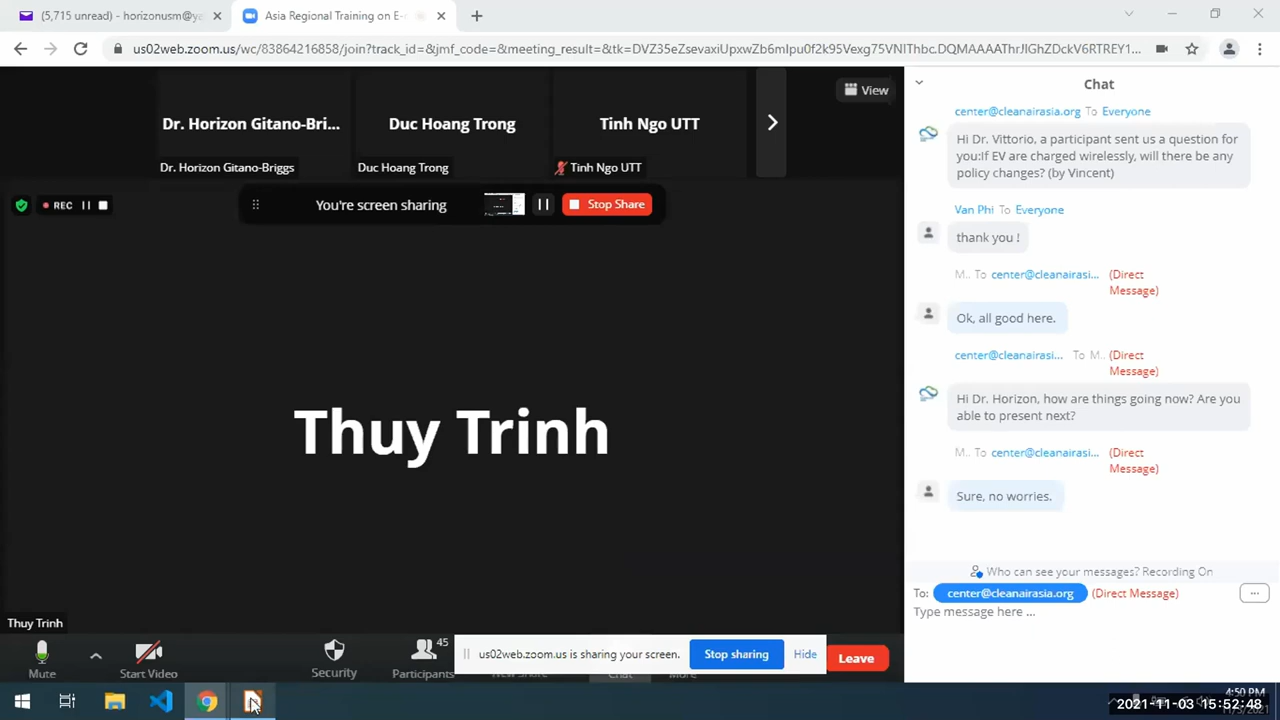 (5,715 unread) - horizonusm@ya
Asia Regional Training on E-m
us02web.zoom.us/wc/83864216858/join?track_id=&jmf_code=&meeting_result=&tk=
View
Dr. Horizon Gitano-Bri...
Duc Hoang Trong
Tinh Ngo UTT
Dr. Horizon Gitano-Briggs
Duc Hoang Trong
Tinh Ngo UTT
REC
You're screen sharing
Stop Share
Thuy Trinh
Thuy Trinh
Mute
Start Video
Security
45
Participants
us02web.zoom.us is sharing your screen.
Stop sharing
Hide
New Share
Chat
More
Leave
Chat
center@cleanairasia.org To Everyone
Hi Dr. Vittorio, a participant sent us a question for
you:if EV are charged wirelessly, will there be any
policy changes? (by Vincent)
Van Phi To Everyone
thank you !
M.. To center@cleanairasi... (Direct
Message)
Ok, all good here.
center@cleanairasi... To M.. (Direct
Message)
Hi Dr. Horizon, how are things going now? Are you
able to present next?
M.. To center@cleanairasi... (Direct
Message)
Sure, no worries.
Who can see your messages? Recording On
To: center@cleanairasia.org (Direct Message)
Type message here ...
4:50 PM
2021-11-03 15:52:48